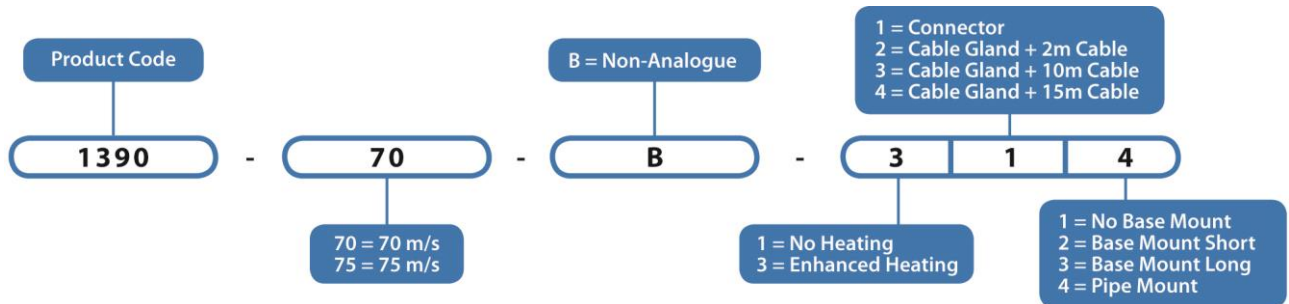 Product Code
B = Non-Analogue
1 = Connector
2 = Cable Gland + 2m Cable
3 = Cable Gland + 10m Cable
4 = Cable Gland + 15m Cable
1390 - 70 - B - 3 1 4
70 = 70 m/s
75 = 75 m/s
1 = No Heating
3 = Enhanced Heating
1 = No Base Mount
2 = Base Mount Short
3 = Base Mount Long
4 = Pipe Mount